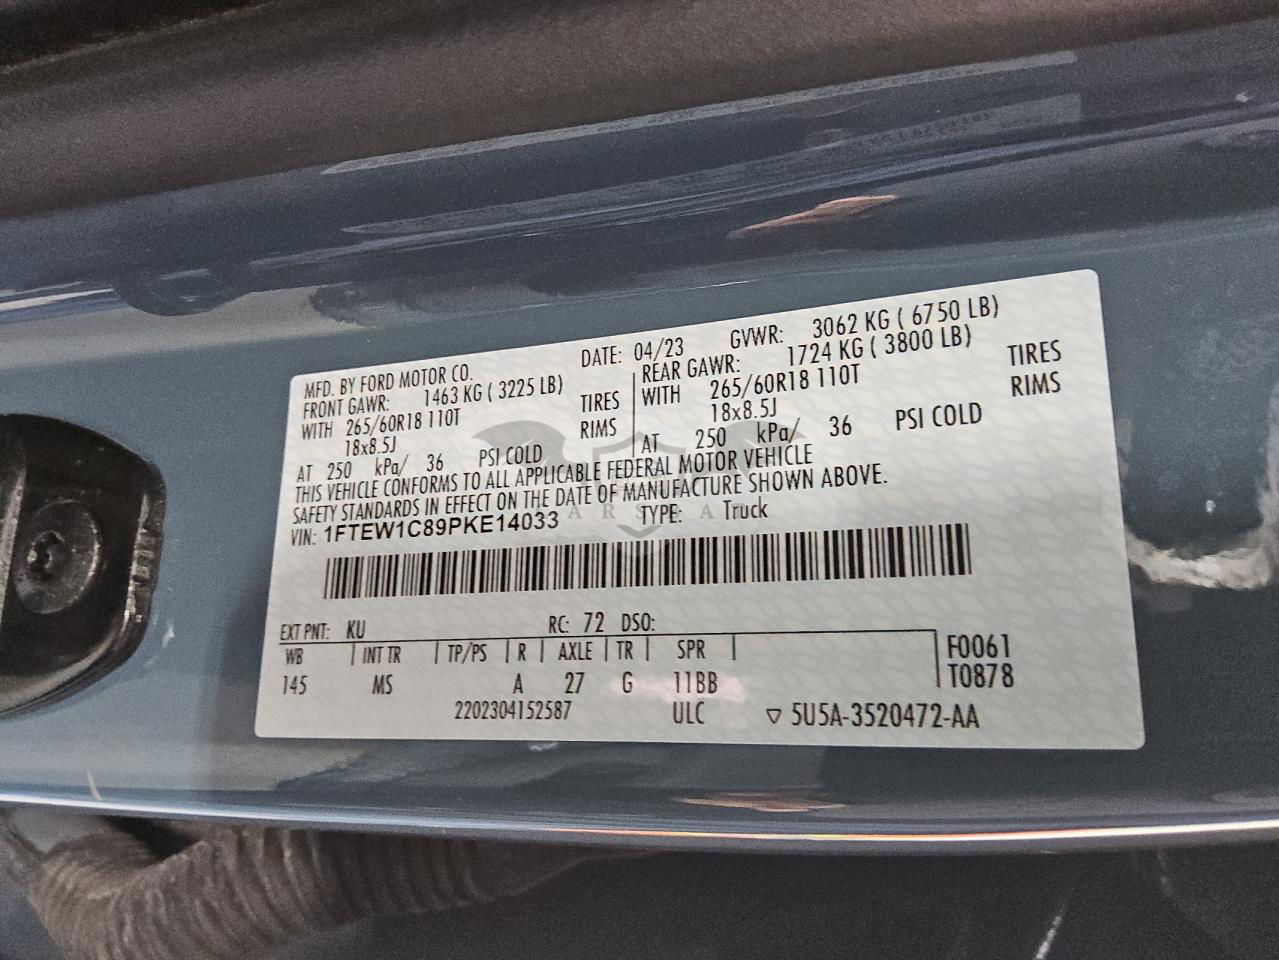 MFD. BY FORD MOTOR CO. DATE: 04/23 GVWR: 3062 KG ( 6750 LB)
FRONT GAWR: 1463 KG ( 3225 LB) REAR GAWR: 1724 KG ( 3800 LB)
WITH 265/60R18 110T TIRES WITH 265/60R18 110T TIRES
18x8.5J RIMS 18x8.5J RIMS
AT 250 kPa/ 36 PSI COLD AT 250 kPa/ 36 PSI COLD
THIS VEHICLE CONFORMS TO ALL APPLICABLE FEDERAL MOTOR VEHICLE
SAFETY STANDARDS IN EFFECT ON THE DATE OF MANUFACTURE SHOWN ABOVE.
VIN: 1FTEW1C89PKE14033 TYPE: Truck
EXT PNT: KU RC: 72 DSO:
WB INT TR TP/PS R AXLE TR SPR F0061
145 MS A 27 G 11BB T0878
2202304152587 ULC 5U5A-3520472-AA